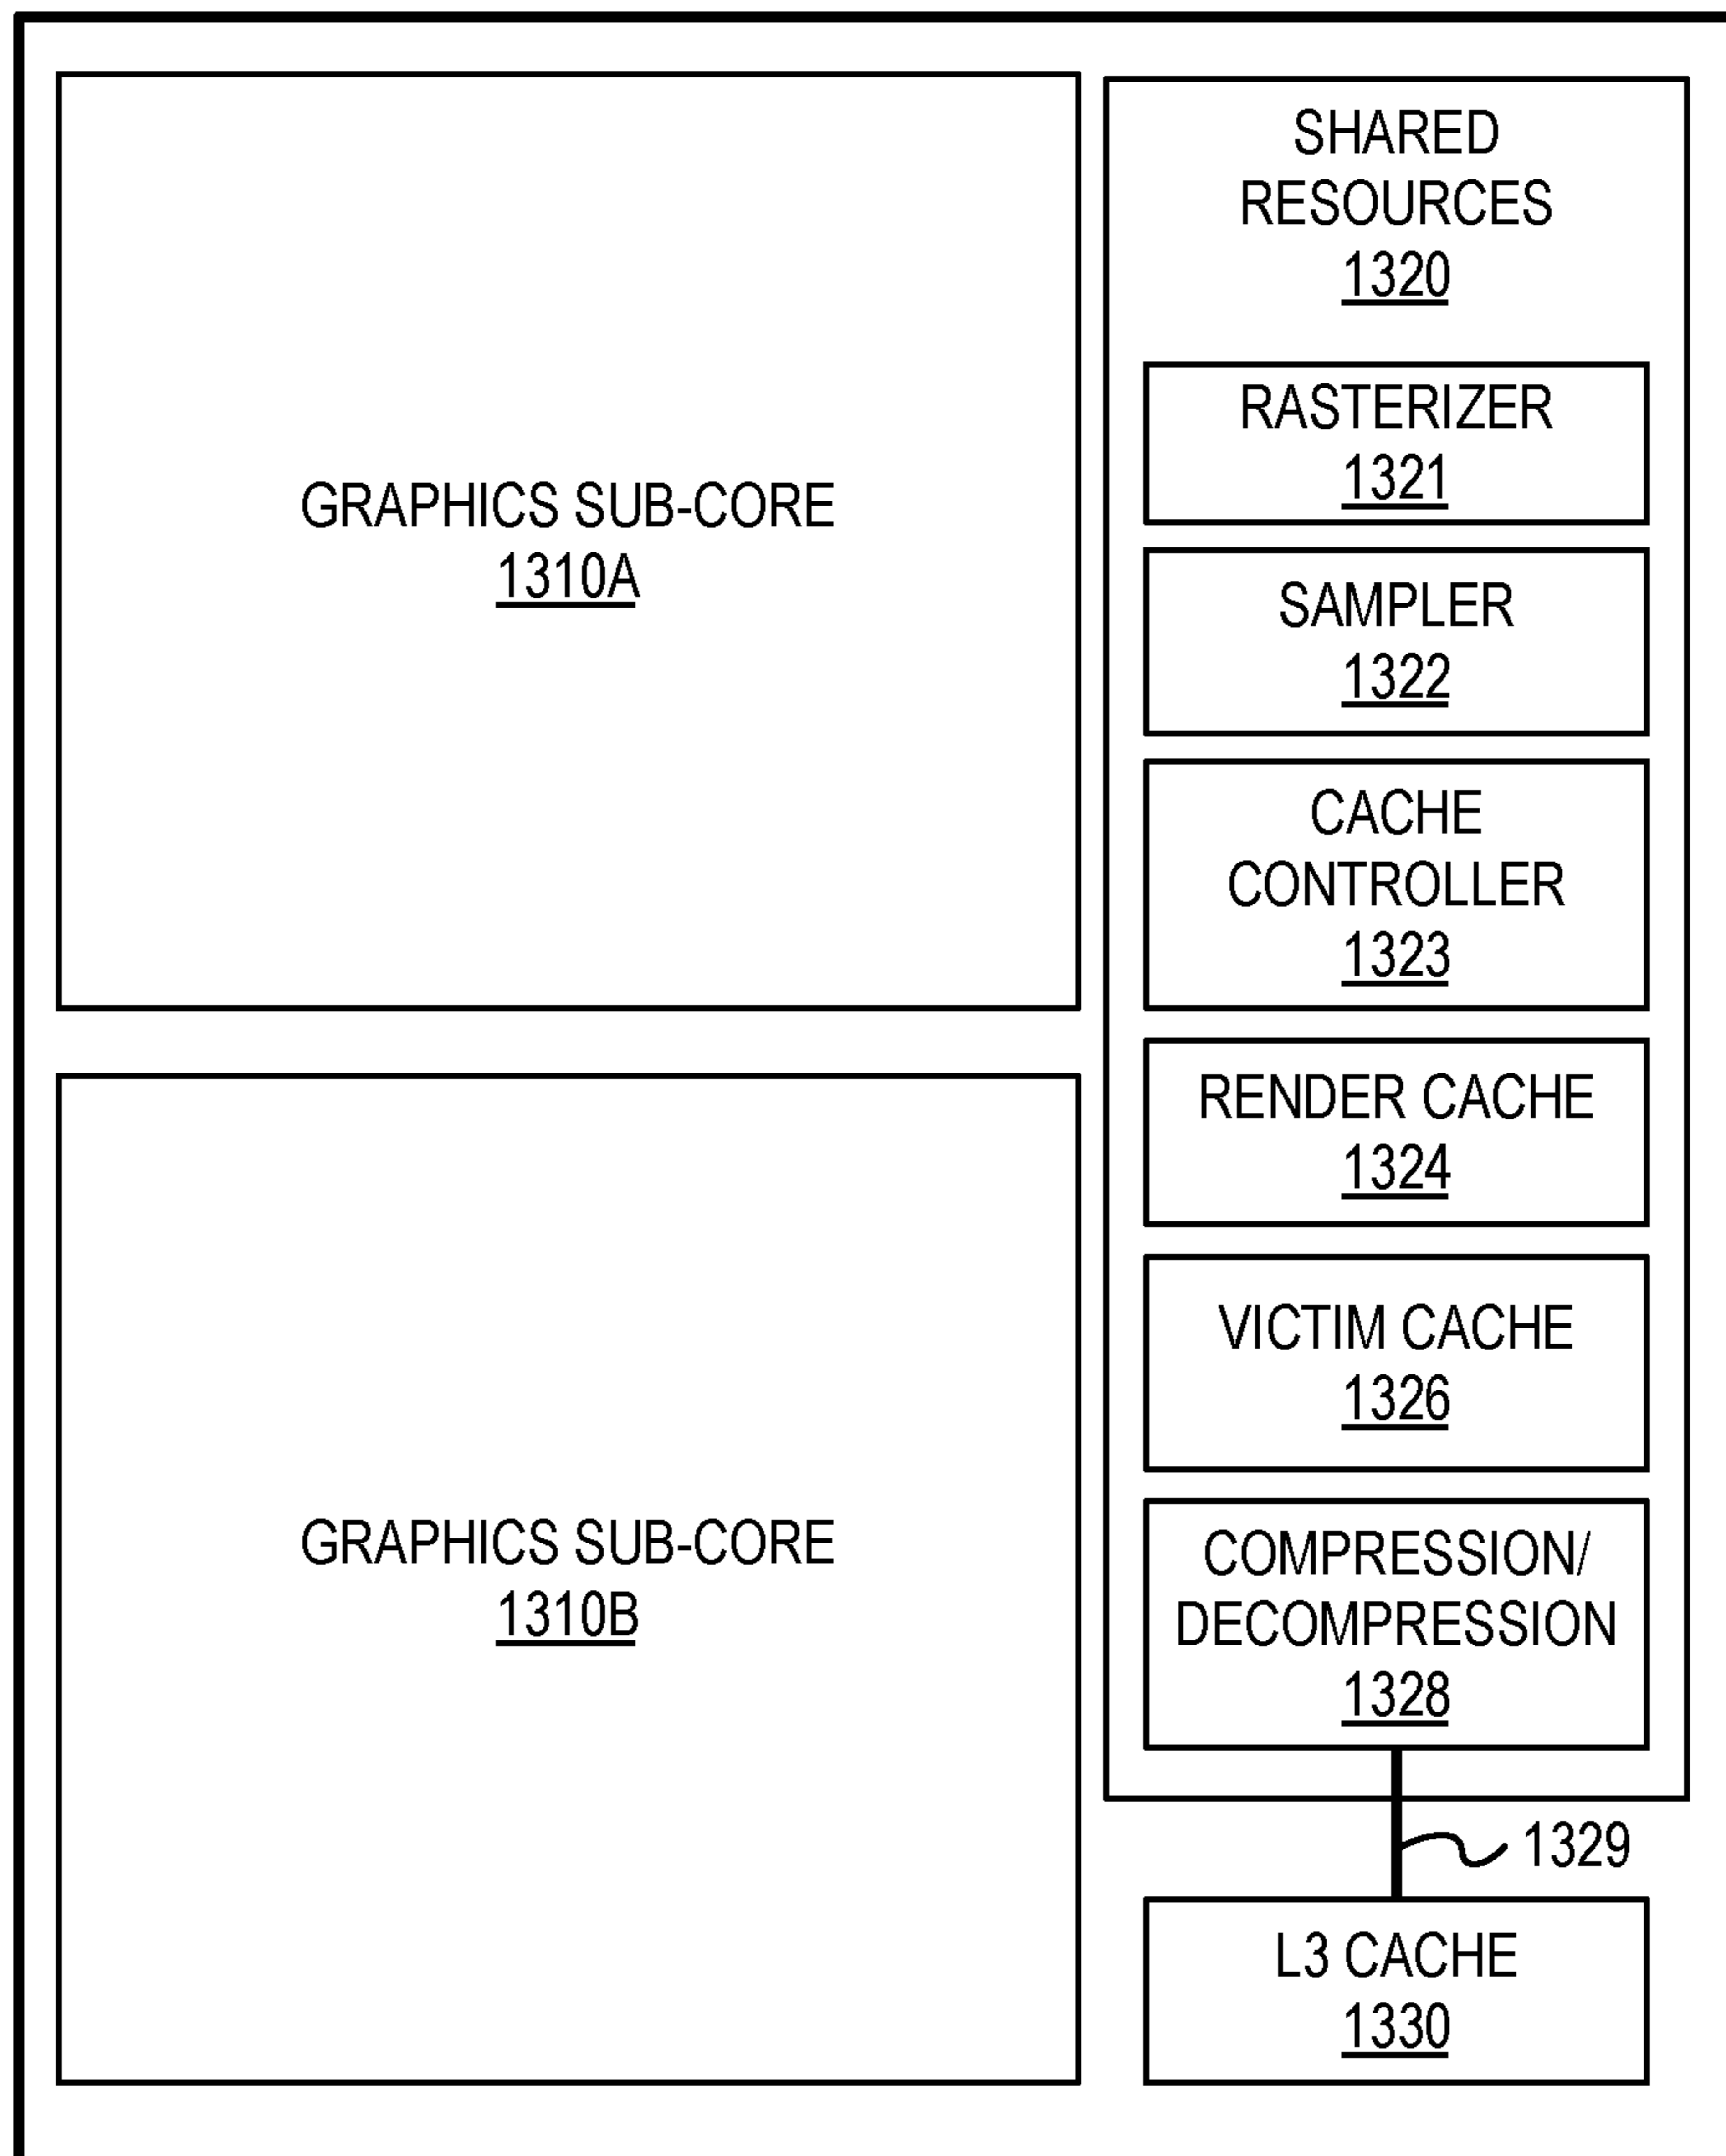 GRAPHICS SUB-CORE
1310A
GRAPHICS SUB-CORE
1310B
SHARED
RESOURCES
1320
RASTERIZER
1321
SAMPLER
1322
CACHE
CONTROLLER
1323
RENDER CACHE
1324
VICTIM CACHE
1326
COMPRESSION/
DECOMPRESSION
1328
1329
L3 CACHE
1330